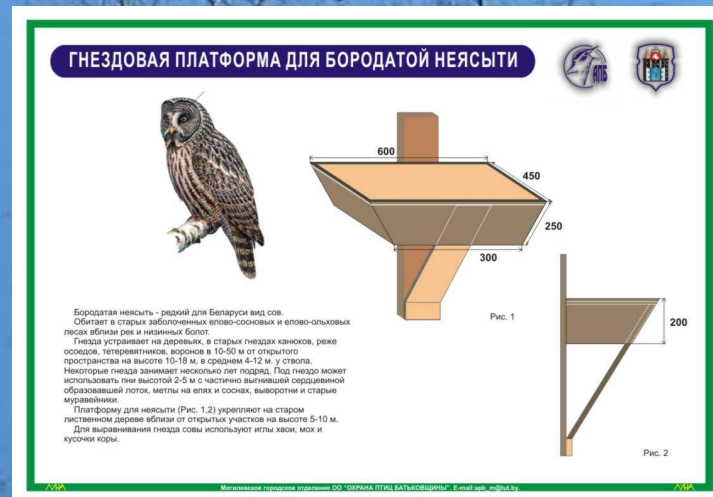 ГНЕЗДОВАЯ ПЛАТФОРМА ДЛЯ БОРОДАТОЙ НЕЯСЫТИ
АПБ
600
450
250
300
Рис. 1
200
Рис. 2
Бородатая неясыть - редкий для Беларуси вид сов.
Обитает в старых заболоченных елово-сосновых и елово-ольховых
лесах вблизи рек и низинных болот.
Гнезда устраивает на деревьях, в старых гнездах канюков, реже
осоедов, тетеревятников, воронов в 10-50 м от открытого
пространства на высоте 10-18 м, в среднем 4-12 м. у ствола.
Некоторые гнезда занимает несколько лет подряд. Под гнездо может
использовать пни высотой 2-5 м с частично выгнившей сердцевиной
образовавшей лоток, метлы на елях и соснах, выворотни и старые
муравейники.
Платформу для неясыти (Рис. 1,2) укрепляют на старом
лиственном дереве вблизи от открытых участков на высоте 5-10 м.
Для выравнивания гнезда совы используют иглы хвои, мох и
кусочки коры.
Могилевское городское отделение ОО "ОХРАНА ПТИЦ БАТЬКОВЩИНЫ". E-mail:apb_m@tut.by.